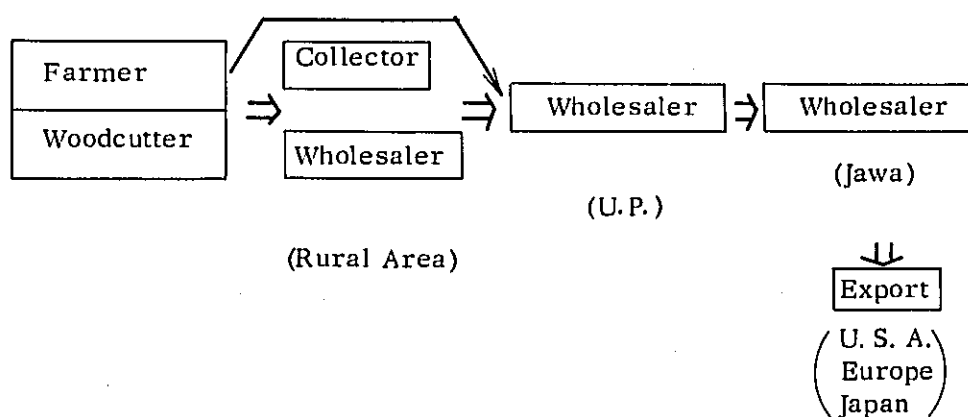 Farmer
Woodcutter
Collector
Wholesaler
(Rural Area)
Wholesaler
(U.P.)
Wholesaler
(Jawa)
Export
(U. S. A.
Europe
Japan)